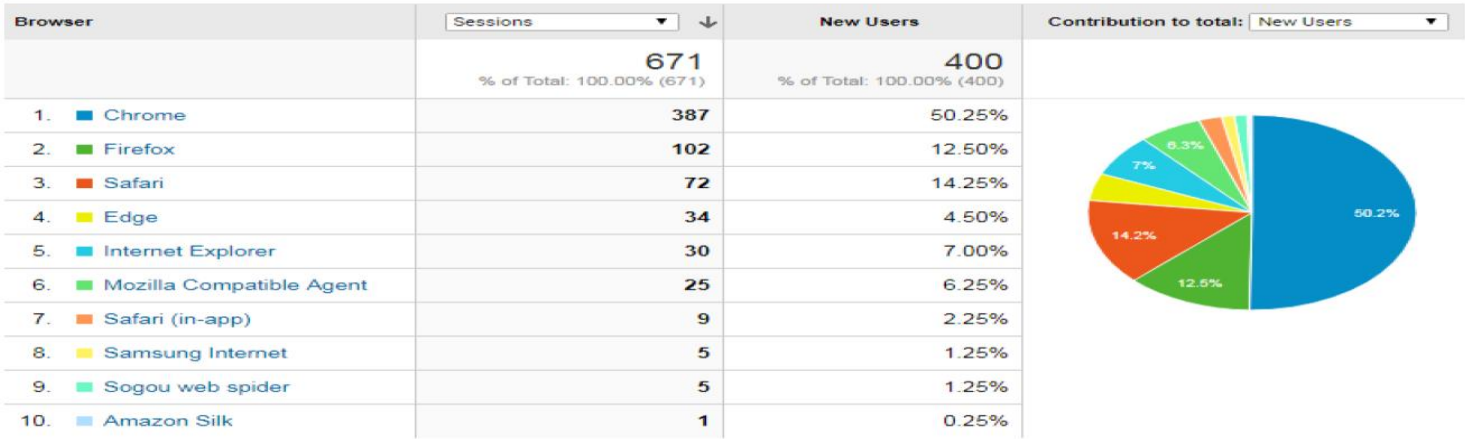 Browser Sessions New Users Contribution to total: New Users
671 400
% of Total: 100.00% (671) % of Total: 100.00% (400)
1. Chrome 387 50.25%
2. Firefox 102 12.50%
3. Safari 72 14.25%
4. Edge 34 4.50%
5. Internet Explorer 30 7.00%
6. Mozilla Compatible Agent 25 6.25%
7. Safari (in-app) 9 2.25%
8. Samsung Internet 5 1.25%
9. Sogou web spider 5 1.25%
10. Amazon Silk 1 0.25%
6.3%
7%
50.2%
14.2%
12.5%